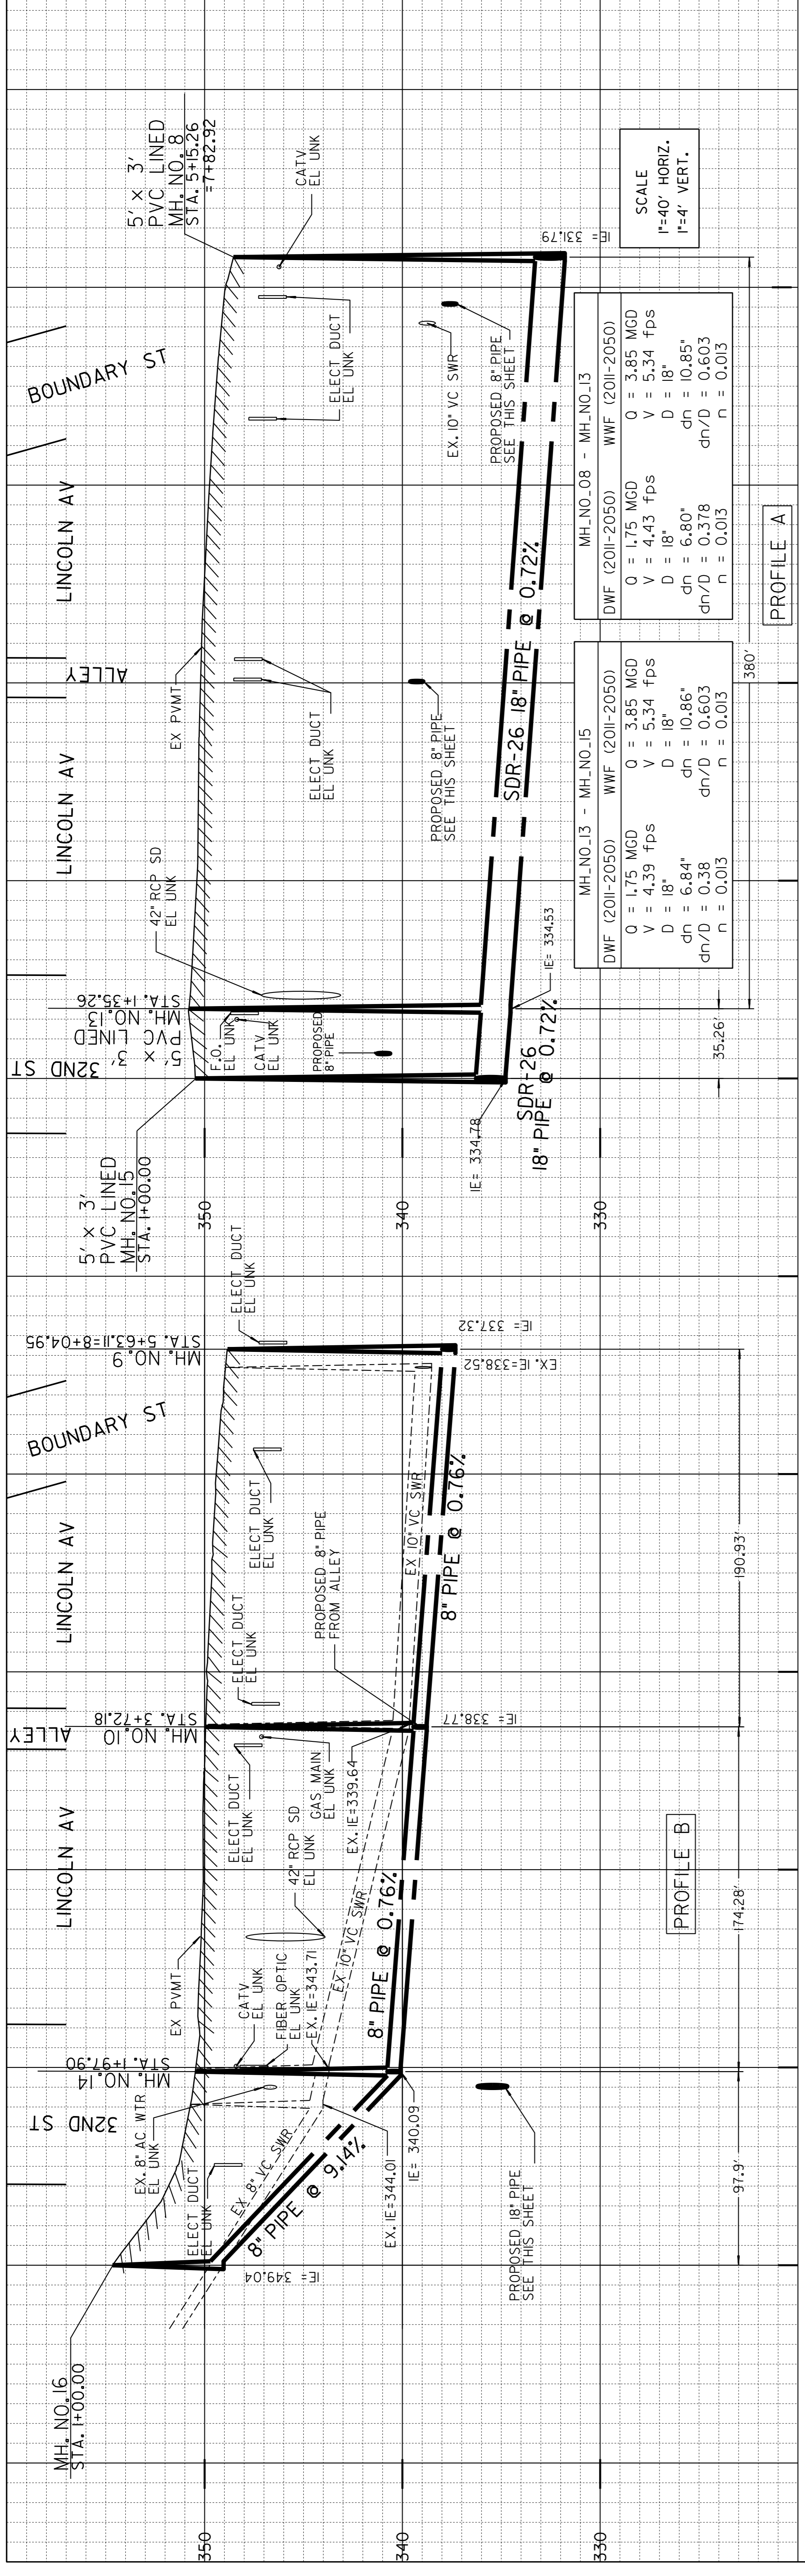 MH. NO. 16
STA. 1+00.00
32ND ST
MH. NO. 14
STA. 1+97.90
LINCOLN AV
ALLEY
MH. NO. 10
STA. 3+72.18
LINCOLN AV
BOUNDARY ST
MH. NO. 9
STA. 5+63.11=8+04.95
350
340
330
ELECT DUCT
EL UNK
EX. 8" AC WTR
EL UNK
EX PVMT
CATV
EL UNK
FIBER OPTIC
EL UNK
EX. IE=343.71
42" RCP SD
EL UNK
ELECT DUCT
EL UNK
GAS MAIN
EL UNK
EX. IE=339.64
ELECT DUCT
EL UNK
PROPOSED 8" PIPE
FROM ALLEY
ELECT DUCT
EL UNK
ELECT DUCT
EL UNK
EX. 8" VC SWR
8" PIPE @ 9.14%
IE= 349.04
EX. IE=344.01
IE= 340.09
EX 10" VC SWR
8" PIPE @ 0.76%
IE= 338.77
EX 10" VC SWR
8" PIPE @ 0.76%
EX. IE=338.52
IE= 337.32
PROPOSED 18" PIPE
SEE THIS SHEET
97.9'
174.28'
190.93'
PROFILE B
350
340
330
5' x 3'
PVC LINED
MH. NO. 15
STA. 1+00.00
32ND ST
5' x 3'
PVC LINED
MH. NO. 13
STA. 1+35.26
LINCOLN AV
ALLEY
LINCOLN AV
BOUNDARY ST
5' x 3'
PVC LINED
MH. NO. 8
STA. 5+15.26
=7+82.92
F.O.
EL UNK
CATV
EL UNK
PROPOSED
8" PIPE
42" RCP SD
EL UNK
EX PVMT
ELECT DUCT
EL UNK
PROPOSED 8" PIPE
SEE THIS SHEET
ELECT DUCT
EL UNK
EX. 10" VC SWR
PROPOSED 8" PIPE
SEE THIS SHEET
CATV
EL UNK
IE= 334.78
SDR-26
18" PIPE @ 0.72%
IE= 334.53
SDR-26 18" PIPE @ 0.72%
IE= 331.79
MH_NO_13 - MH_NO_15
DWF (2011-2050) WWF (2011-2050)
Q = 1.75 MGD Q = 3.85 MGD
V = 4.39 fps V = 5.34 fps
D = 18" D = 18"
dn = 6.84" dn = 10.86"
dn/D = 0.38 dn/D = 0.603
n = 0.013 n = 0.013
MH_NO_08 - MH_NO_13
DWF (2011-2050) WWF (2011-2050)
Q = 1.75 MGD Q = 3.85 MGD
V = 4.43 fps V = 5.34 fps
D = 18" D = 18"
dn = 6.80" dn = 10.85"
dn/D = 0.378 dn/D = 0.603
n = 0.013 n = 0.013
SCALE
1"=40' HORIZ.
1"=4' VERT.
35.26'
380'
PROFILE A